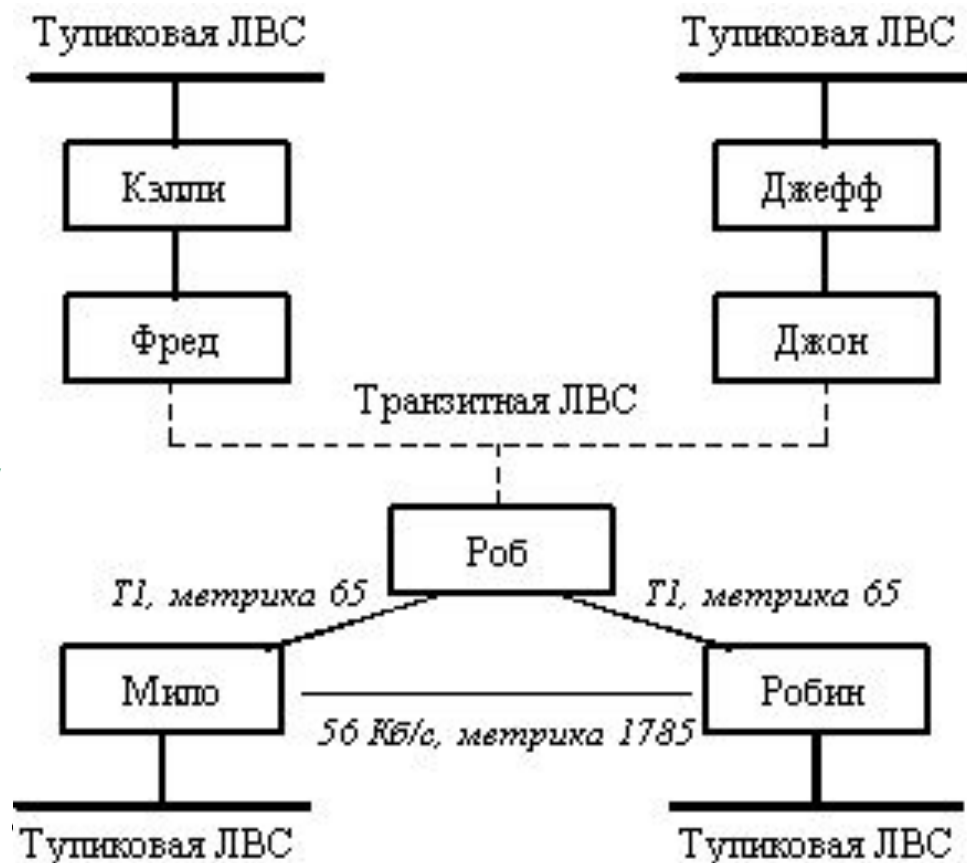 Тупиковая ЛВС
Тупиковая ЛВС
Кэлли
Джефф
Фред
Джон
Транзитная ЛВС
Роб
T1, метрика 65
T1, метрика 65
Мило
Робин
56 Кб/с, метрика 1785
Тупиковая ЛВС
Тупиковая ЛВС